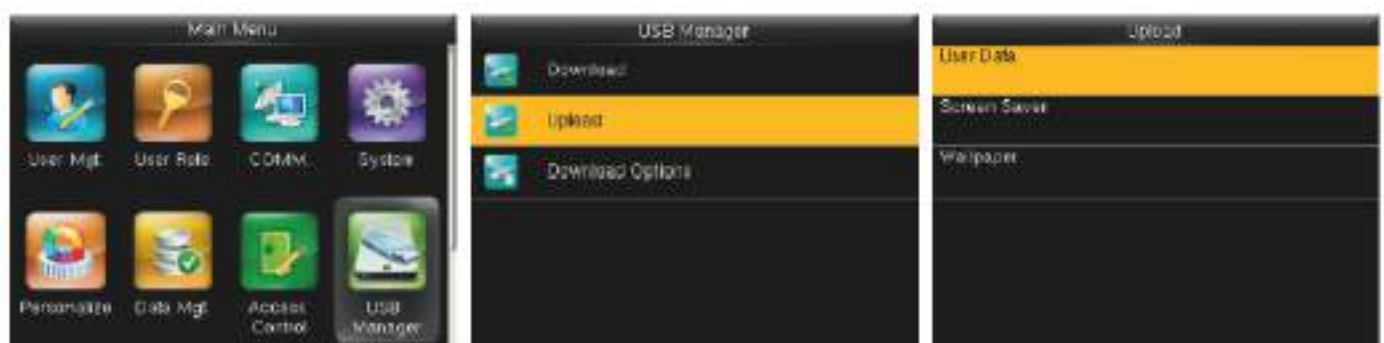 Main Menu
User Mgt.
User Role
COMM.
System
Personalize
Data Mgt.
Access
Control
USB
Manager
USB Manager
Download
Upload
Download Options
Upload
User Data
Screen Saver
Wallpaper